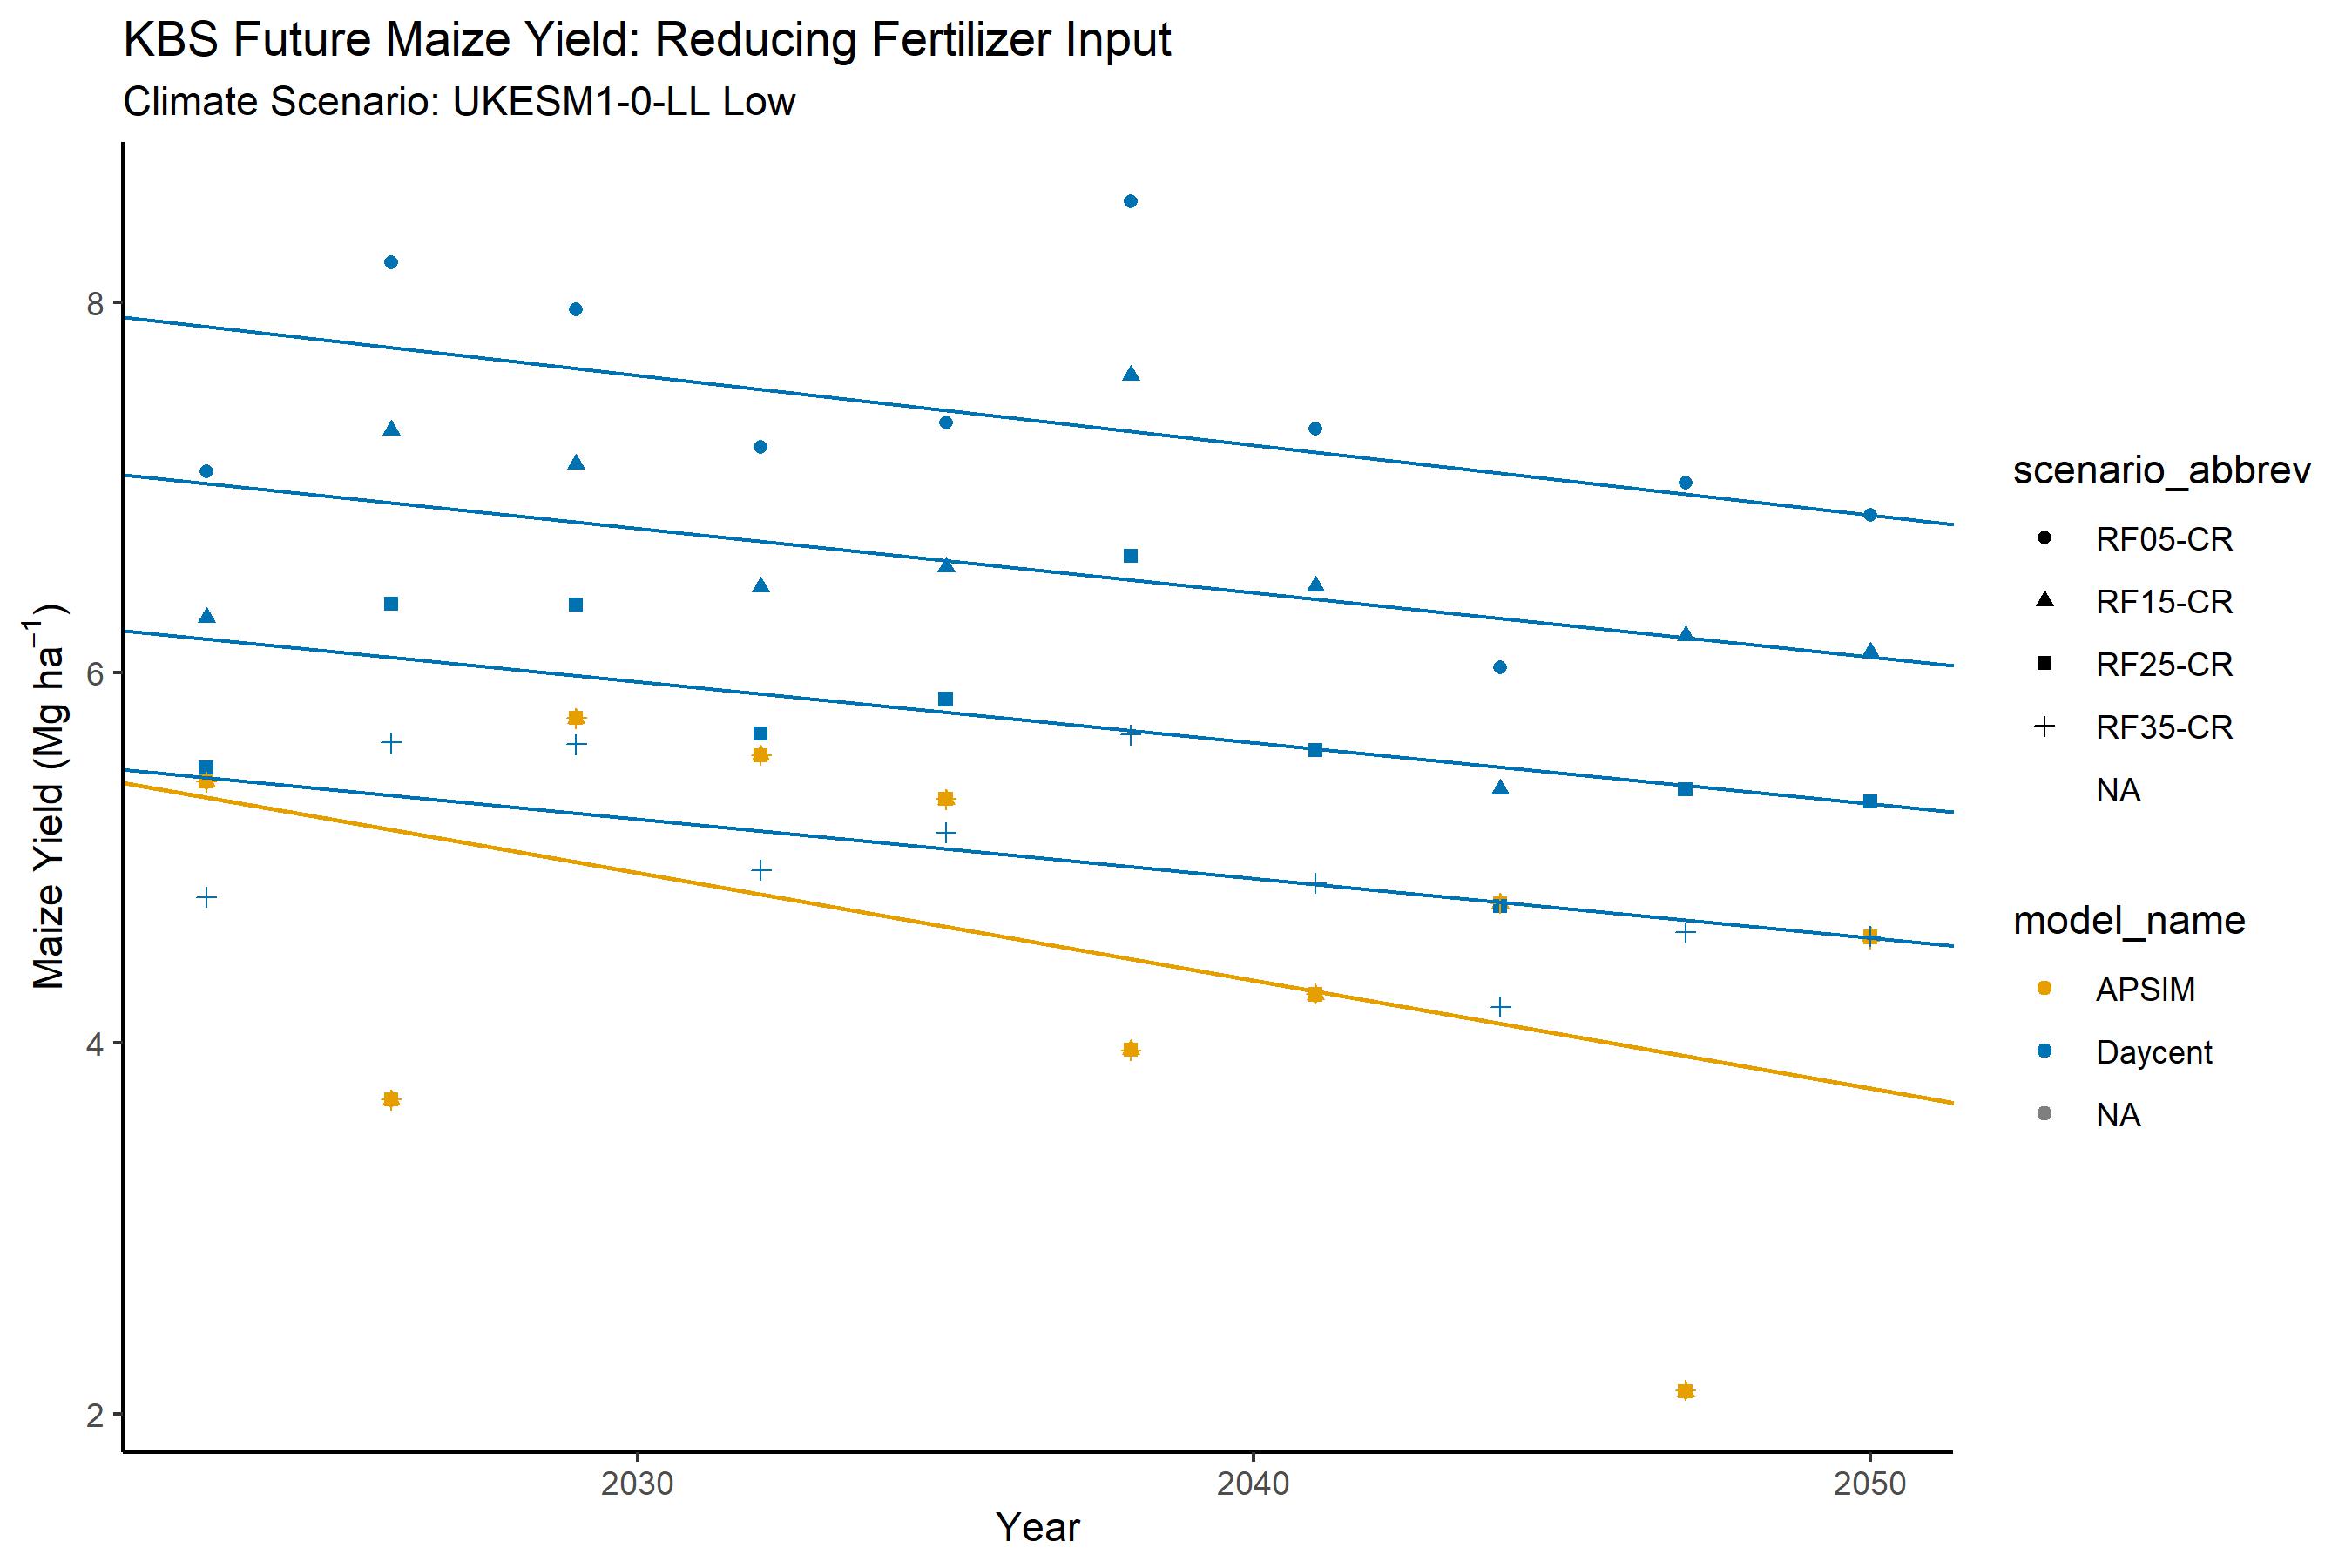 KBS Future Maize Yield: Reducing Fertilizer Input
Climate Scenario: UKESM1-0-LL Low
Maize Yield (Mg ha⁻¹)
8
6
4
2
2030
2040
2050
Year
scenario_abbrev
RF05-CR
RF15-CR
RF25-CR
RF35-CR
NA
model_name
APSIM
Daycent
NA